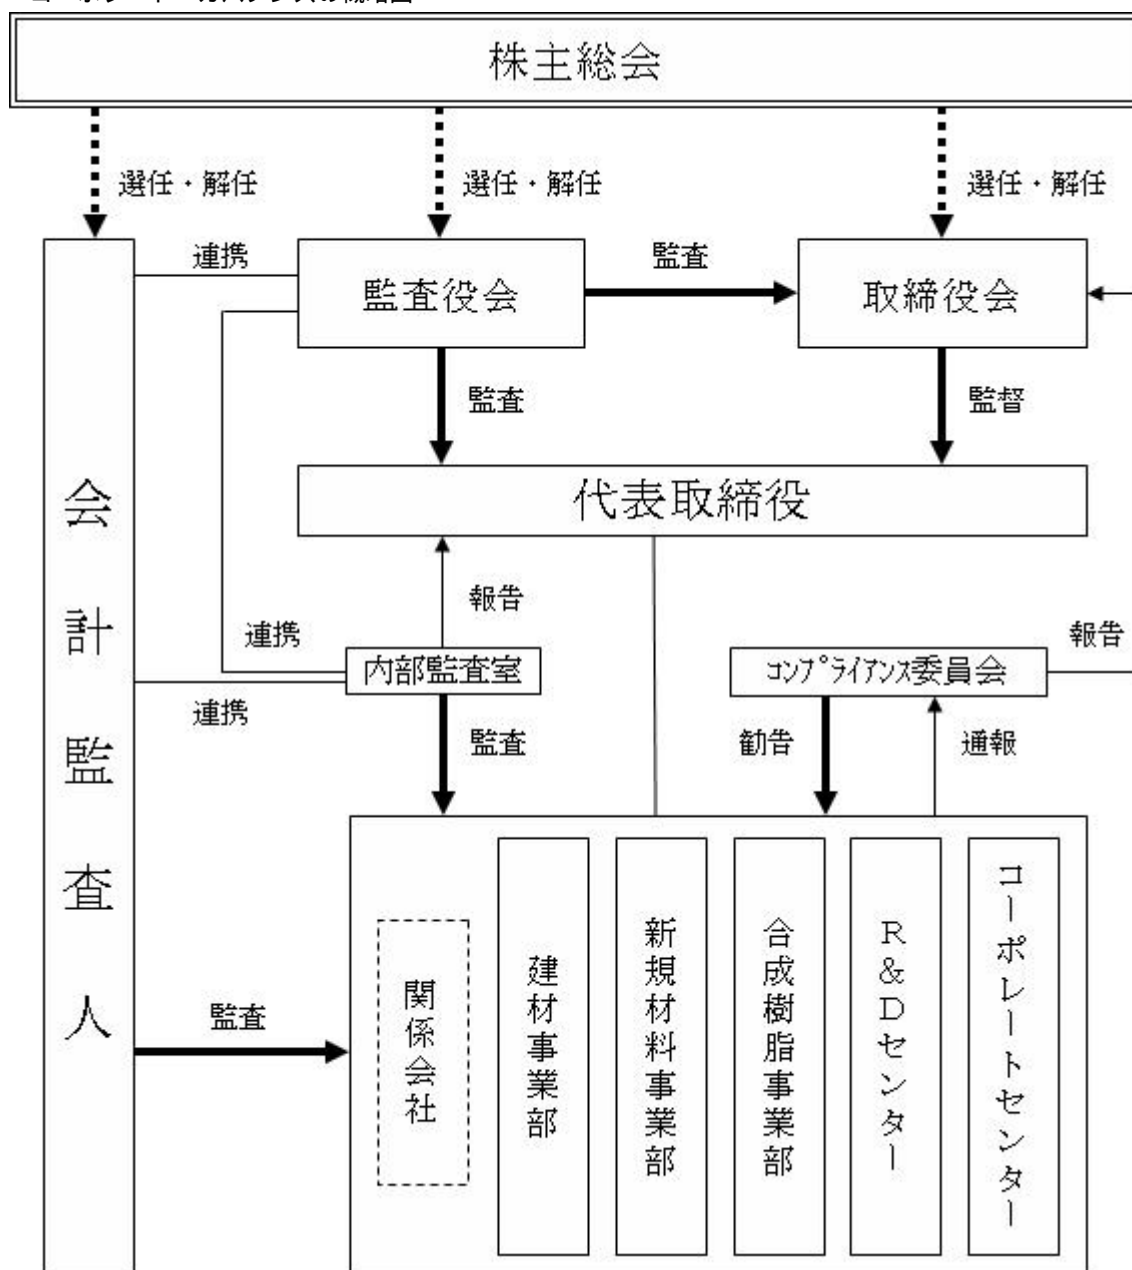 株主総会
選任・解任
選任・解任
選任・解任
連携
監査役会
監査
取締役会
監査
監督
代表取締役
報告
連携
内部監査室
連携
監査
コンプライアンス委員会
報告
勧告
通報
会計監査人
監査
関係会社
建材事業部
新規材料事業部
合成樹脂事業部
R&Dセンター
コーポレートセンター